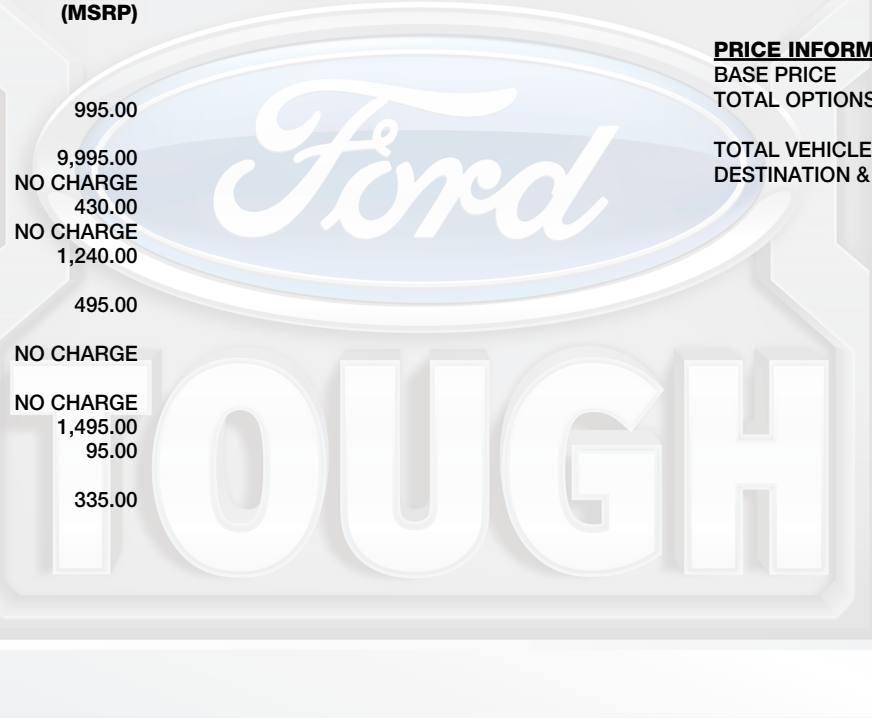 (MSRP)
995.00
9,995.00
NO CHARGE
430.00
NO CHARGE
1,240.00
495.00
NO CHARGE
NO CHARGE
1,495.00
95.00
335.00
PRICE INFORM
BASE PRICE
TOTAL OPTIONS
TOTAL VEHICLE
DESTINATION &
Ford
TOUGH